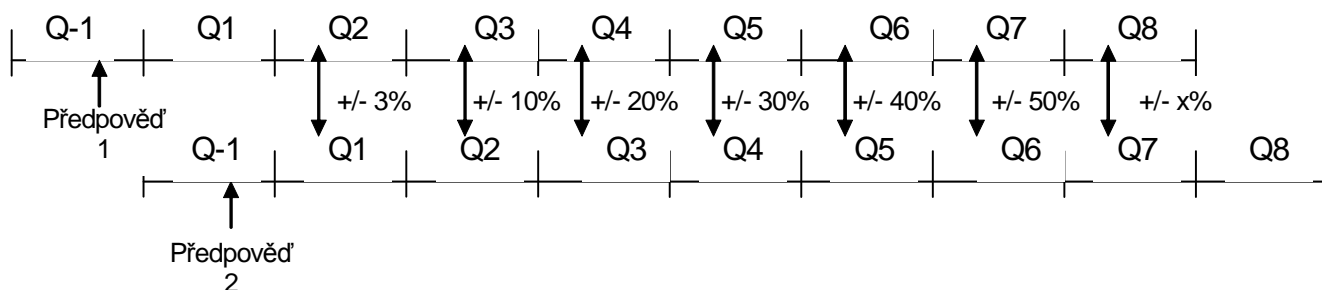 Q-1 Q1 Q2 Q3 Q4 Q5 Q6 Q7 Q8
+/- 3% +/- 10% +/- 20% +/- 30% +/- 40% +/- 50% +/- x%
Předpověď
1
Q-1 Q1 Q2 Q3 Q4 Q5 Q6 Q7 Q8
Předpověď
2